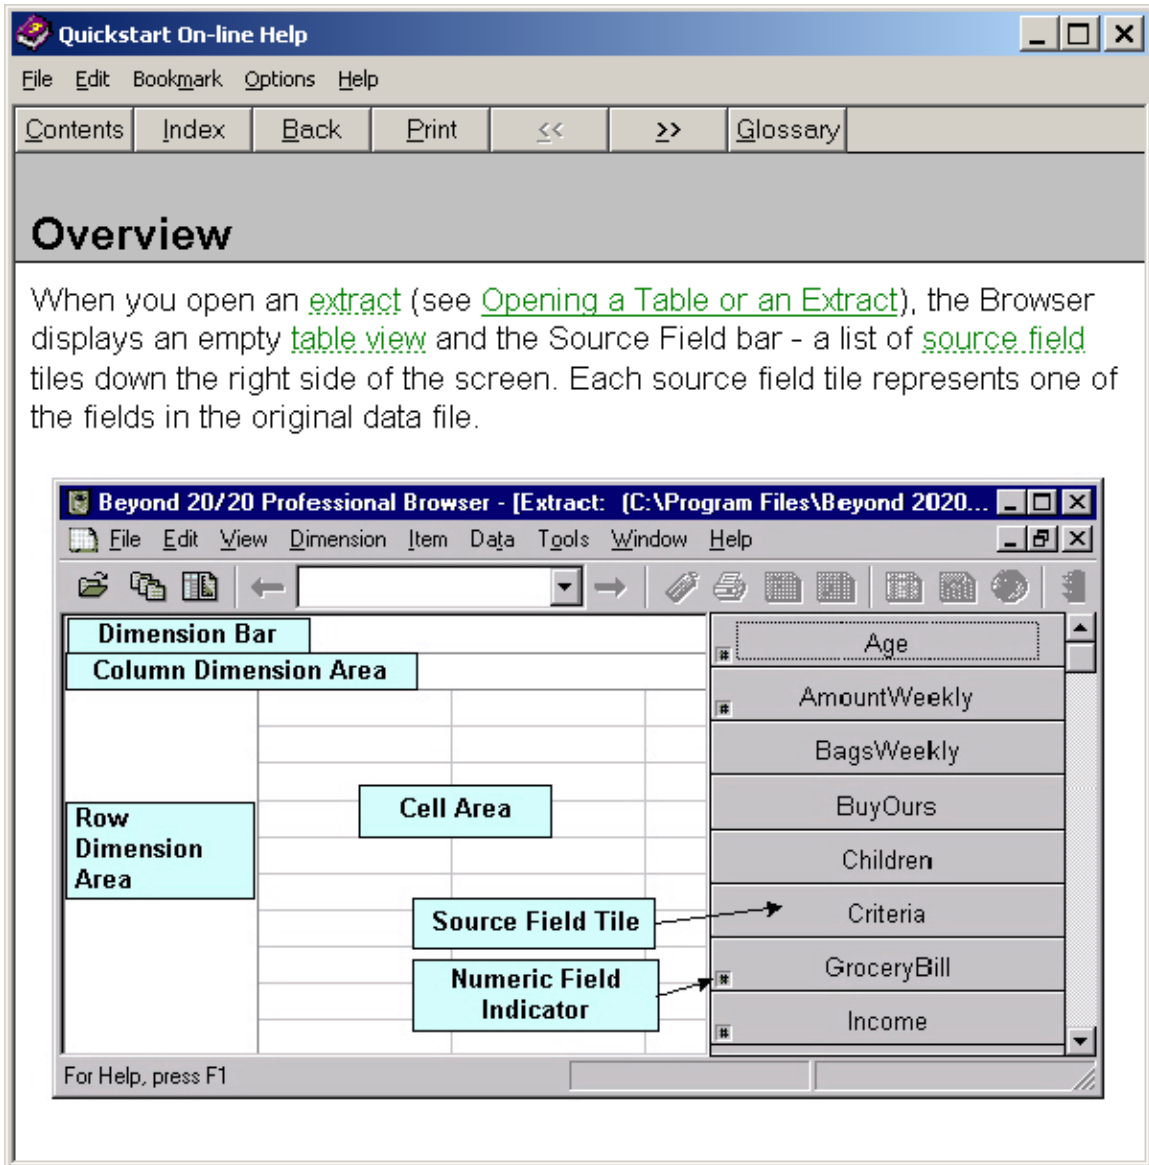 Quickstart On-line Help
File Edit Bookmark Options Help
Contents Index Back Print << >> Glossary
Overview
When you open an extract (see Opening a Table or an Extract), the Browser
displays an empty table view and the Source Field bar - a list of source field
tiles down the right side of the screen. Each source field tile represents one of
the fields in the original data file.
Beyond 20/20 Professional Browser - [Extract: (C:\Program Files\Beyond 2020...
File Edit View Dimension Item Data Tools Window Help
Dimension Bar
Column Dimension Area
Row
Dimension
Area
Cell Area
Source Field Tile
Numeric Field
Indicator
# Age
# AmountWeekly
BagsWeekly
BuyOurs
Children
Criteria
# GroceryBill
# Income
For Help, press F1